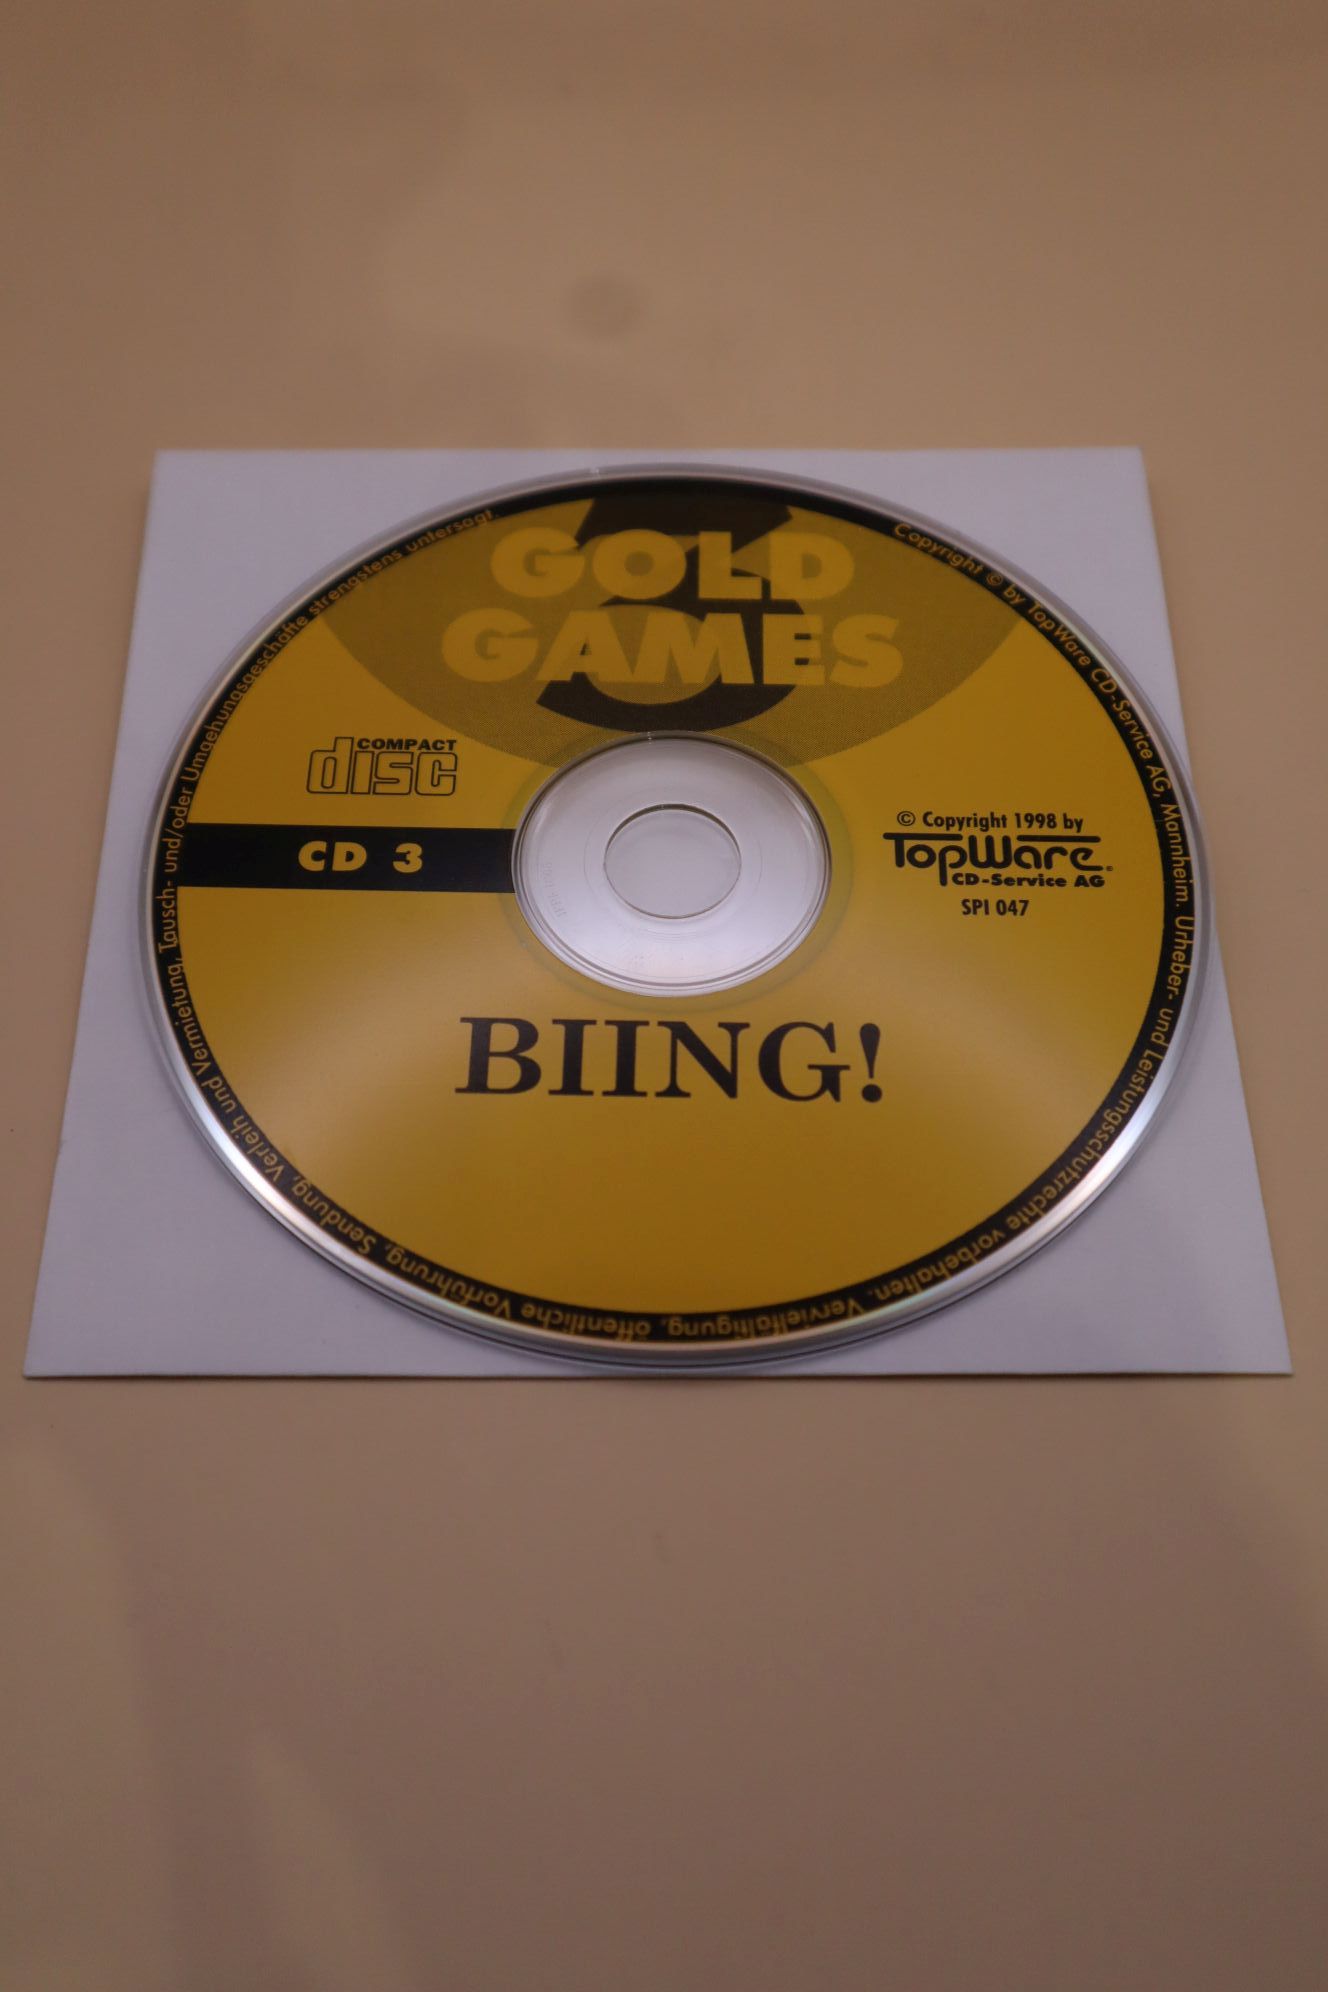 3
GOLD
GAMES
COMPACT
disc
CD 3
© Copyright 1998 by
TopWare®
CD-Service AG
SPI 047
BIING!
Copyright © by TopWare CD-Service AG, Mannheim. Urheber- und Leistungsschutzrechte vorbehalten. Vervielfältigung, öffentliche Vorführung, Sendung, Verleih und Vermietung, Tausch- und/oder Umgehungsgeschäfte strengstens untersagt.